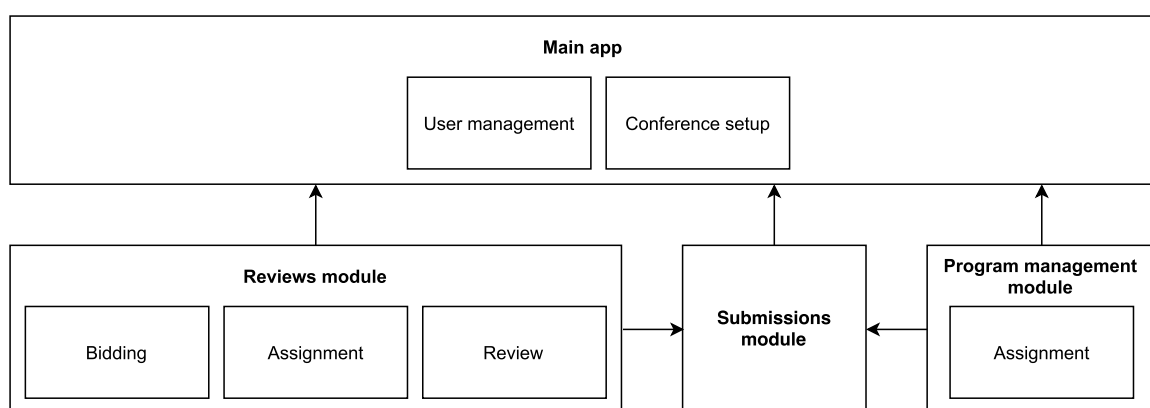 Main app
User management
Conference setup
Reviews module
Bidding
Assignment
Review
Submissions
module
Program management
module
Assignment